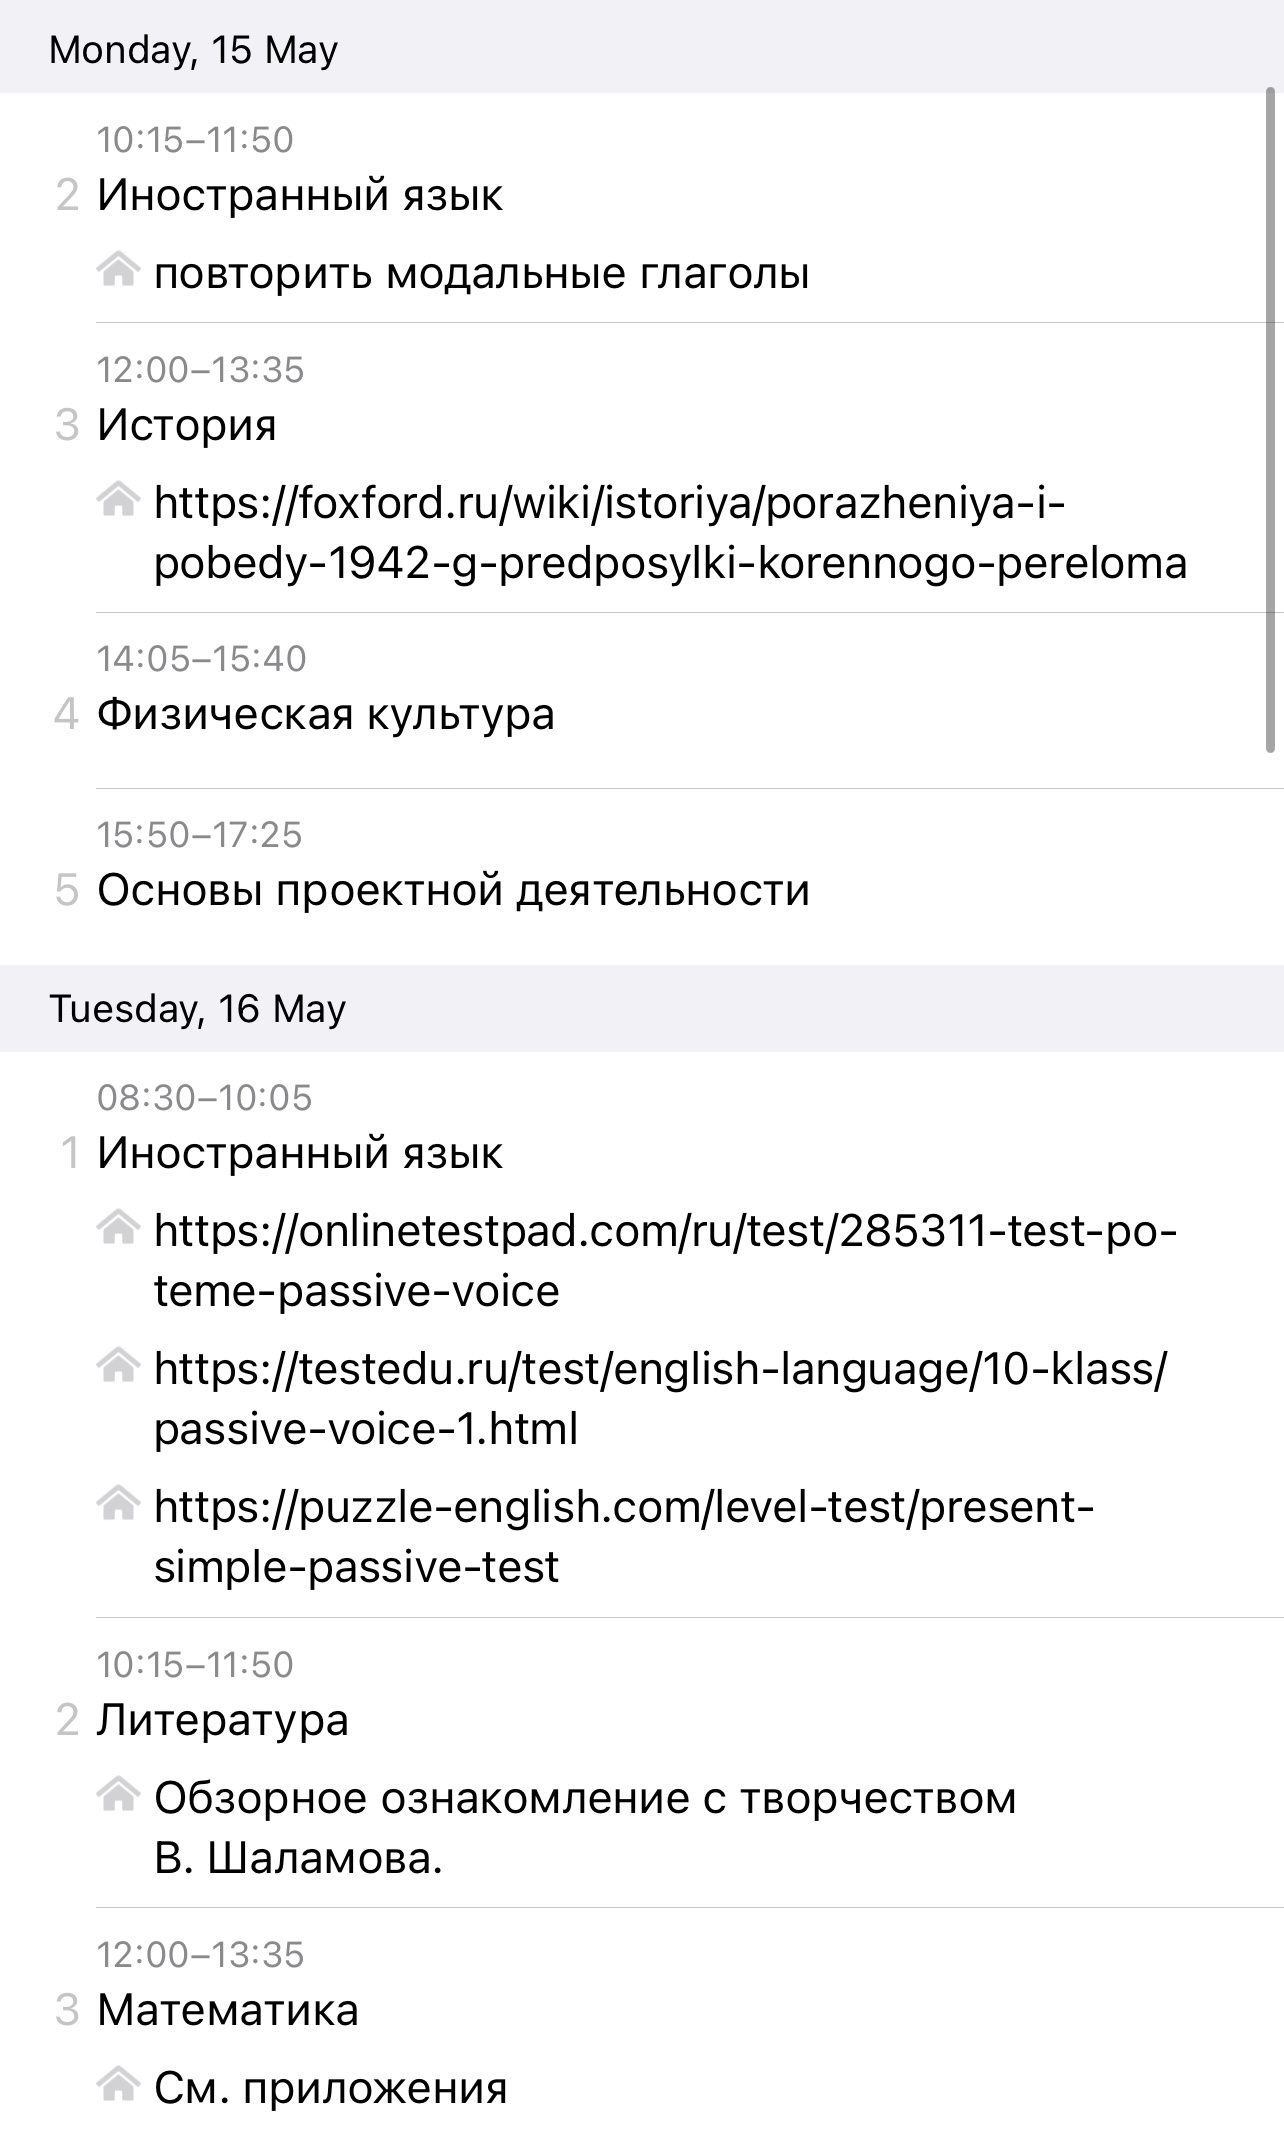 Monday, 15 May
10:15–11:50
2 Иностранный язык
повторить модальные глаголы
12:00–13:35
3 История
https://foxford.ru/wiki/istoriya/porazheniya-i-
pobedy-1942-g-predposylki-korennogo-pereloma
14:05–15:40
4 Физическая культура
15:50–17:25
5 Основы проектной деятельности
Tuesday, 16 May
08:30–10:05
1 Иностранный язык
https://onlinetestpad.com/ru/test/285311-test-po-
teme-passive-voice
https://testedu.ru/test/english-language/10-klass/
passive-voice-1.html
https://puzzle-english.com/level-test/present-
simple-passive-test
10:15–11:50
2 Литература
Обзорное ознакомление с творчеством
В. Шаламова.
12:00–13:35
3 Математика
См. приложения